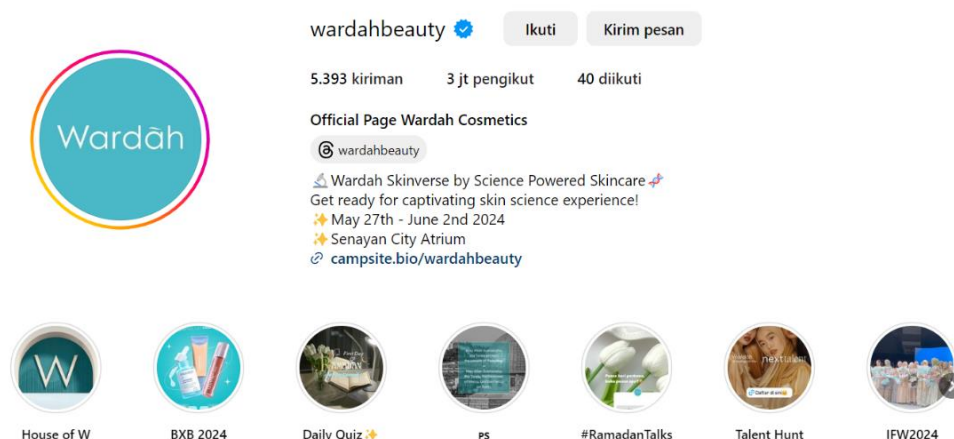 wardahbeauty Ikuti Kirim pesan
5.393 kiriman 3 jt pengikut 40 diikuti
Wardāh
Official Page Wardah Cosmetics
wardahbeauty
🔬 Wardah Skinverse by Science Powered Skincare 🧬
Get ready for captivating skin science experience!
✨ May 27th - June 2nd 2024
✨ Senayan City Atrium
campsite.bio/wardahbeauty
W
next talent
House of W BXB 2024 Daily Quiz✨ PS #RamadanTalks Talent Hunt IFW2024